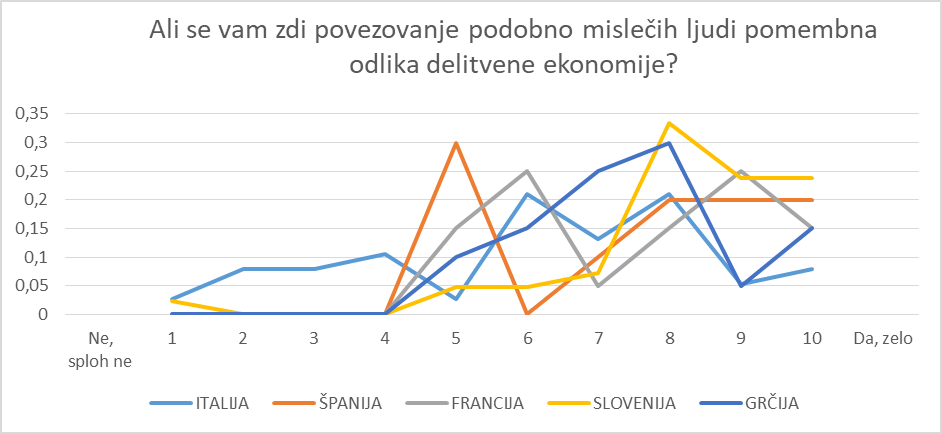 Ali se vam zdi povezovanje podobno mislečih ljudi pomembna
odlika delitvene ekonomije?
0,35
0,3
0,25
0,2
0,15
0,1
0,05
0
Ne, 1 2 3 4 5 6 7 8 9 10 Da, zelo
sploh ne
ITALIJA ŠPANIJA FRANCIJA SLOVENIJA GRČIJA